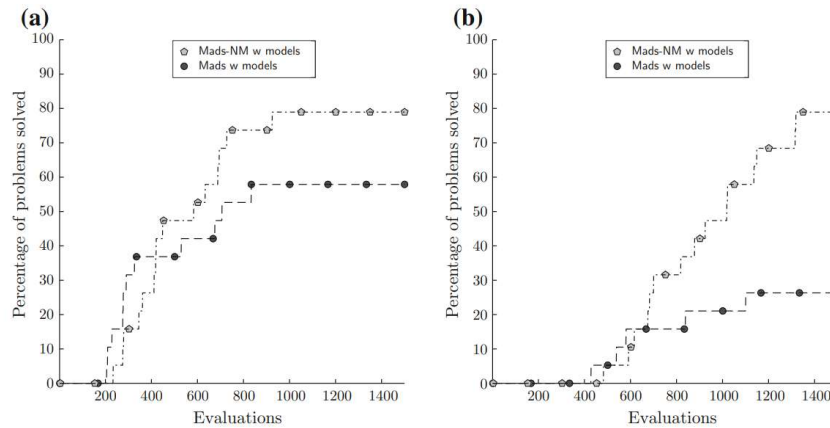 (a)
100
90
80
70
60
50
40
30
20
10
0
Percentage of problems solved
Mads-NM w models
Mads w models
200 400 600 800 1000 1200 1400
Evaluations
(b)
100
90
80
70
60
50
40
30
20
10
0
Percentage of problems solved
Mads-NM w models
Mads w models
200 400 600 800 1000 1200 1400
Evaluations